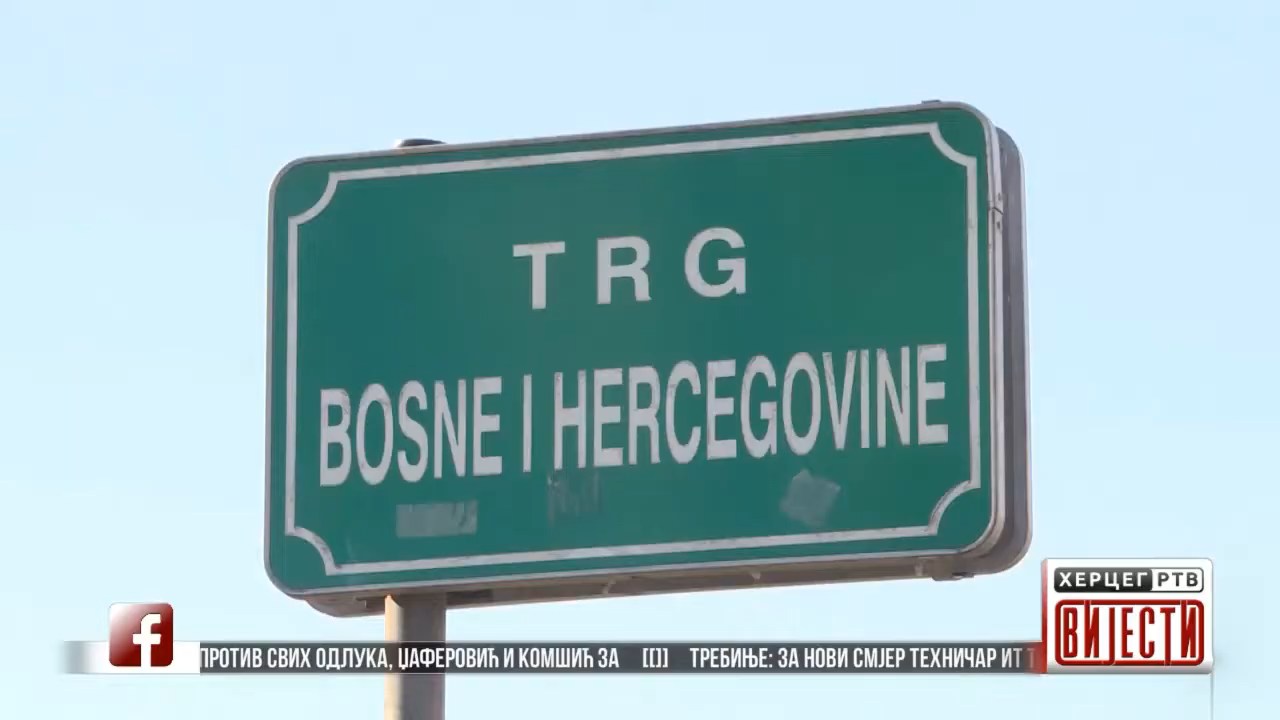 TRG
BOSNE I HERCEGOVINE
ХЕРЦЕГ РТВ
ВИЈЕСТИ
f
ПРОТИВ СВИХ ОДЛУКА, ЏАФЕРОВИЋ И КОМШИЋ ЗА [[]] ТРЕБИЊЕ: ЗА НОВИ СМЈЕР ТЕХНИЧАР ИТ